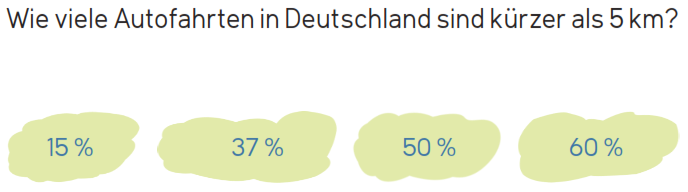 Wie viele Autofahrten in Deutschland sind kürzer als 5 km?
15 % 37 % 50 % 60 %